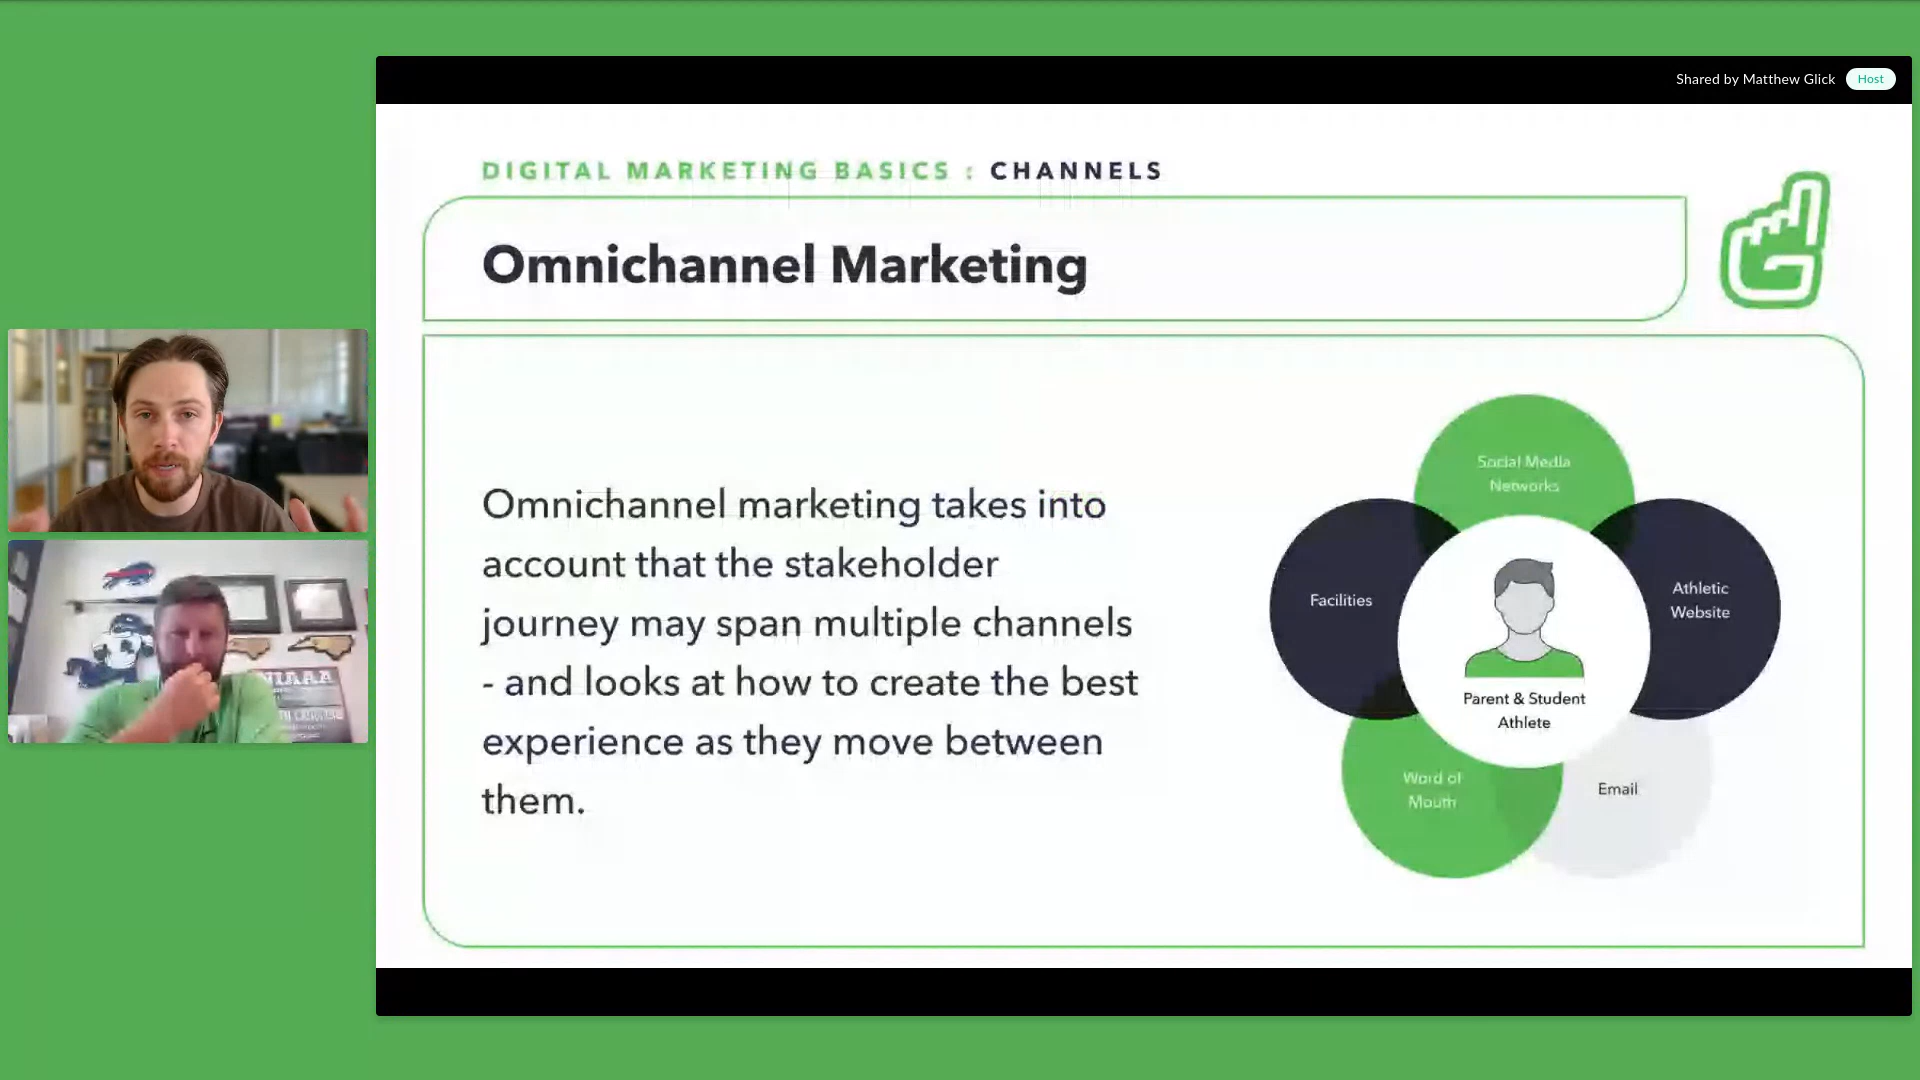 Shared by Matthew Glick
Host
DIGITAL MARKETING BASICS : CHANNELS
Omnichannel Marketing
Omnichannel marketing takes into
account that the stakeholder
journey may span multiple channels
- and looks at how to create the best
experience as they move between
them.
Social Media
Networks
Facilities
Athletic
Website
Parent & Student
Athlete
Word of
Mouth
Email
NIAAA